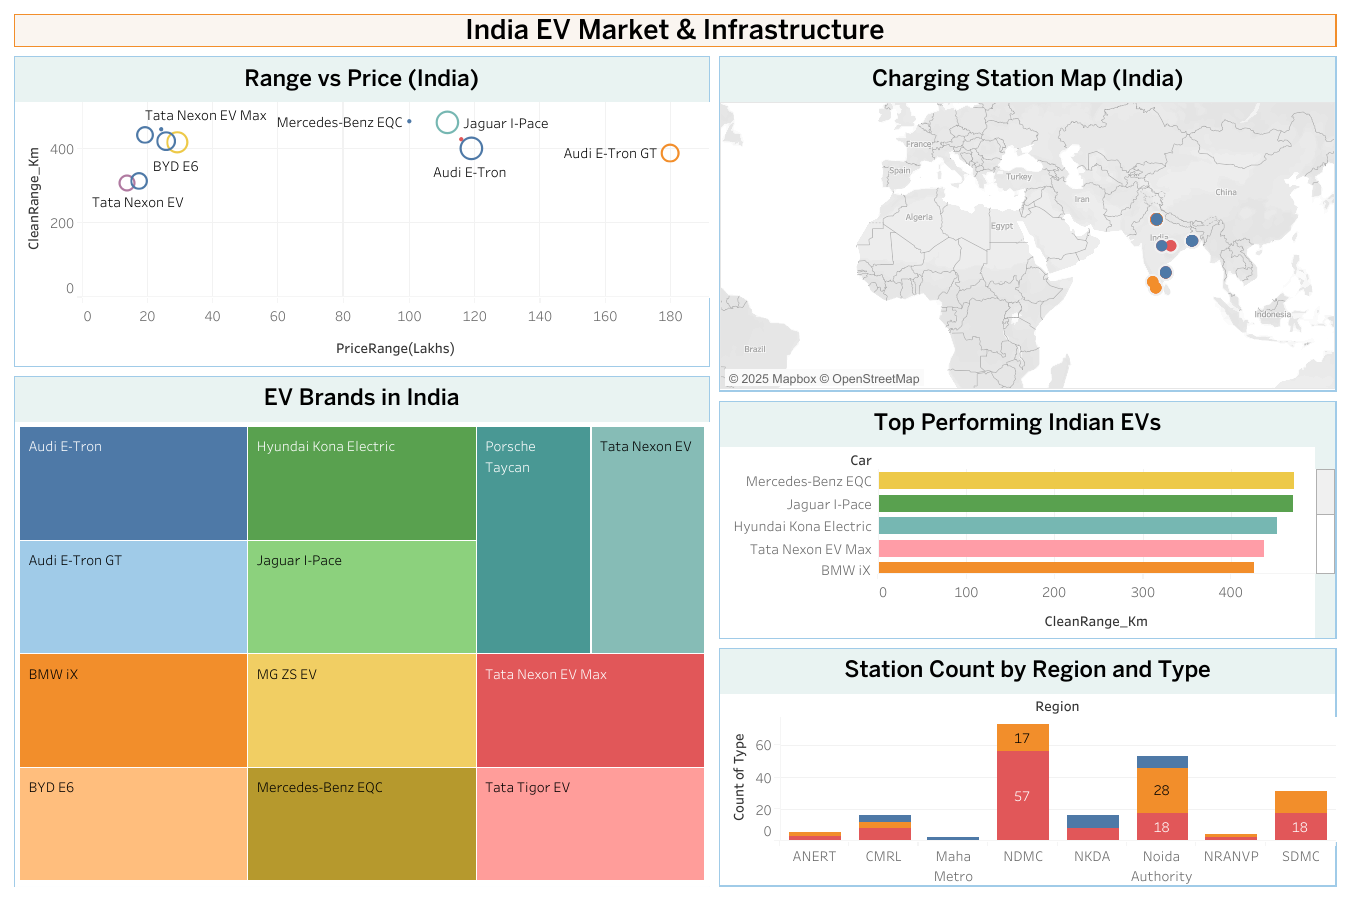 India EV Market & Infrastructure
Range vs Price (India)
Tata Nexon EV Max
Mercedes-Benz EQC
Jaguar I-Pace
BYD E6
Audi E-Tron
Audi E-Tron GT
Tata Nexon EV
CleanRange_Km
400
200
0
0 20 40 60 80 100 120 140 160 180
PriceRange(Lakhs)
Charging Station Map (India)
France
Spain
Turkey
Iran
China
Algeria
Egypt
India
Indonesia
Brazil
© 2025 Mapbox © OpenStreetMap
EV Brands in India
Audi E-Tron
Hyundai Kona Electric
Porsche
Taycan
Tata Nexon EV
Audi E-Tron GT
Jaguar I-Pace
BMW iX
MG ZS EV
Tata Nexon EV Max
BYD E6
Mercedes-Benz EQC
Tata Tigor EV
Top Performing Indian EVs
Car
Mercedes-Benz EQC
Jaguar I-Pace
Hyundai Kona Electric
Tata Nexon EV Max
BMW iX
0 100 200 300 400
CleanRange_Km
Station Count by Region and Type
Region
Count of Type
60
40
20
0
17
57
28
18
18
ANERT
CMRL
Maha
Metro
NDMC
NKDA
Noida
Authority
NRANVP
SDMC